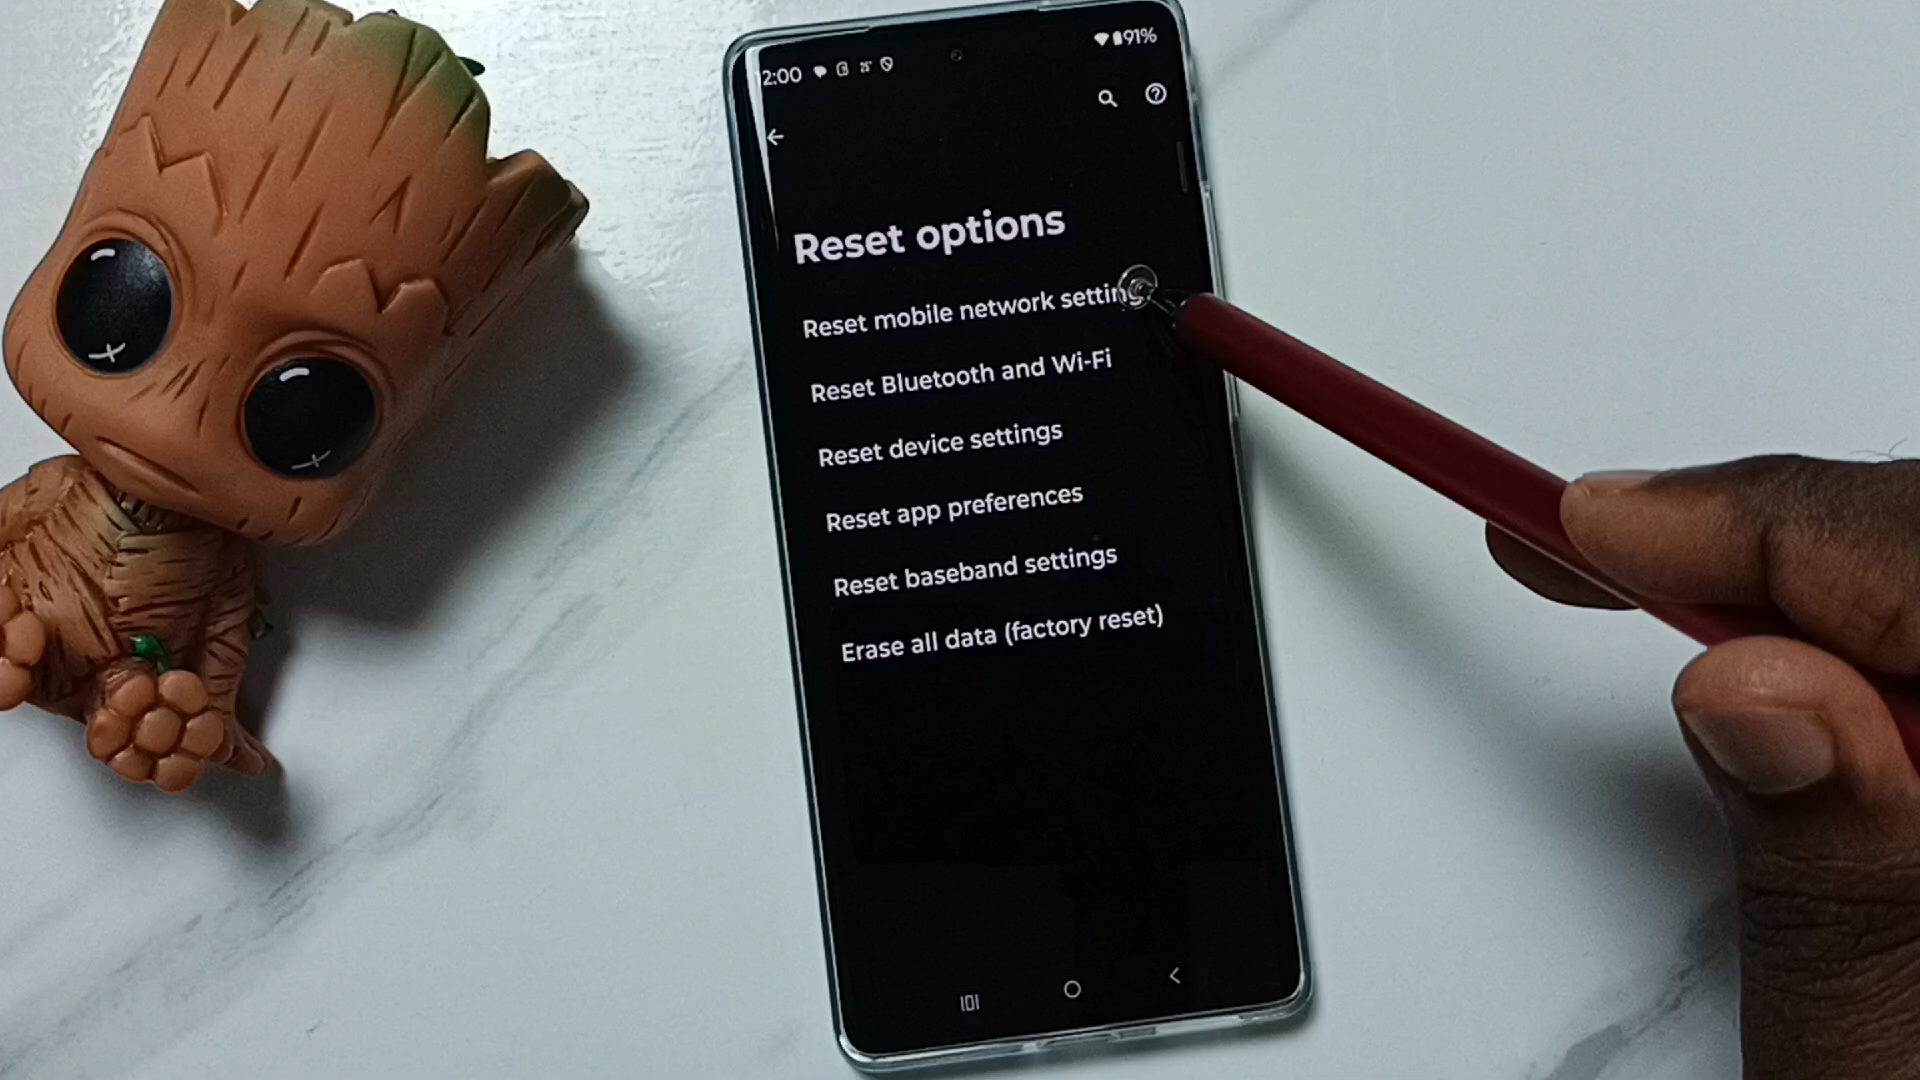 2:00
91%
Reset options
Reset mobile network setting
Reset Bluetooth and Wi-Fi
Reset device settings
Reset app preferences
Reset baseband settings
Erase all data (factory reset)